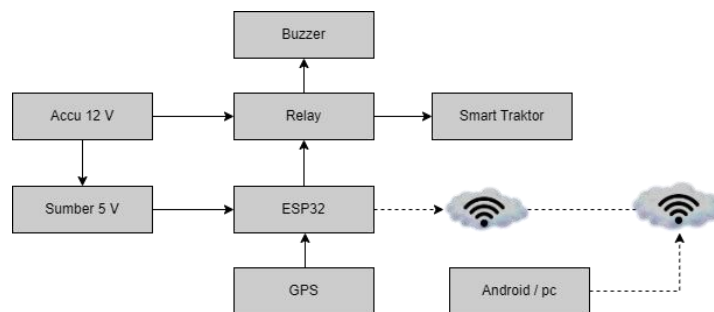 Buzzer
Accu 12 V
Relay
Smart Traktor
Sumber 5 V
ESP32
GPS
Android / pc